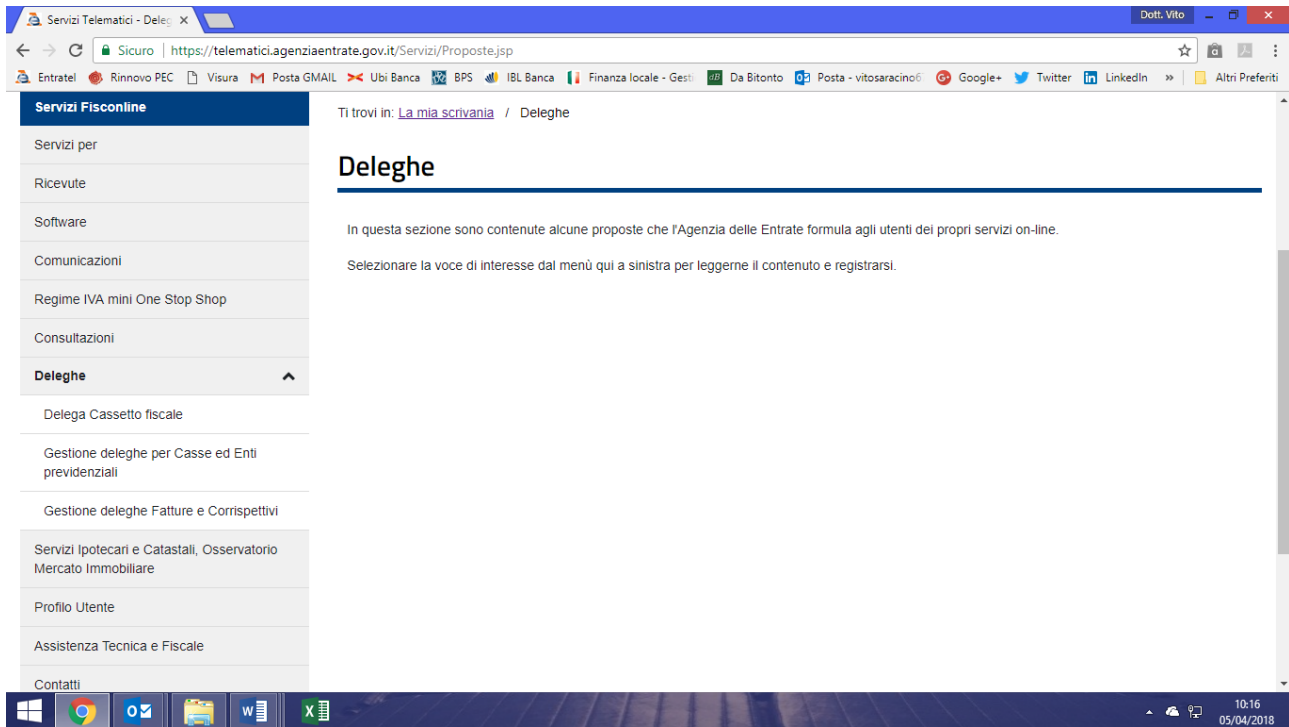 Servizi Telematici - Deleg
Dott. Vito
Sicuro | https://telematici.agenziaentrate.gov.it/Servizi/Proposte.jsp
Entratel Rinnovo PEC Visura Posta GMAIL Ubi Banca BPS IBL Banca Finanza locale - Gesti Da Bitonto Posta - vitosaracino6 Google+ Twitter LinkedIn » Altri Preferiti
Servizi Fisconline
Servizi per
Ricevute
Software
Comunicazioni
Regime IVA mini One Stop Shop
Consultazioni
Deleghe
Delega Cassetto fiscale
Gestione deleghe per Casse ed Enti
previdenziali
Gestione deleghe Fatture e Corrispettivi
Servizi Ipotecari e Catastali, Osservatorio
Mercato Immobiliare
Profilo Utente
Assistenza Tecnica e Fiscale
Contatti
Ti trovi in: La mia scrivania / Deleghe
Deleghe
In questa sezione sono contenute alcune proposte che l'Agenzia delle Entrate formula agli utenti dei propri servizi on-line.
Selezionare la voce di interesse dal menù qui a sinistra per leggerne il contenuto e registrarsi.
10:16
05/04/2018